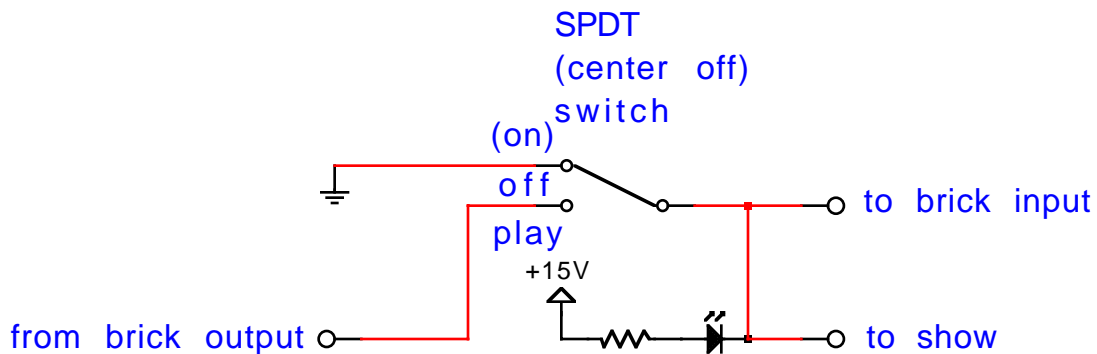 SPDT
(center off)
switch
(on)
off
to brick input
play
+15V
from brick output
to show